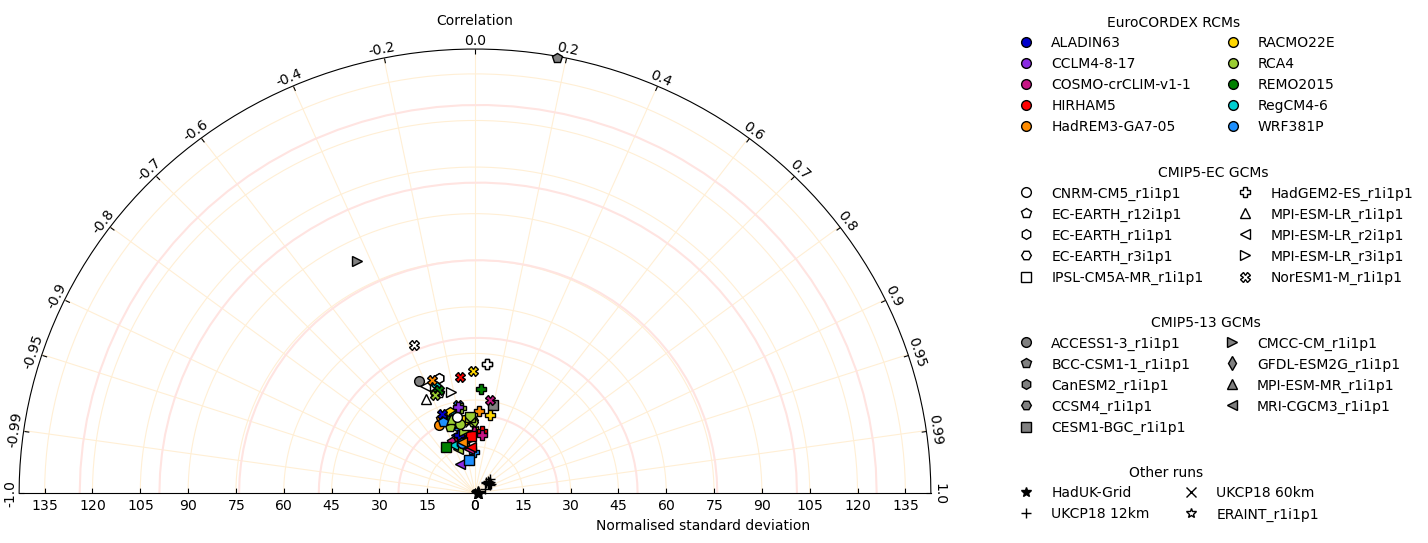 Correlation
0.0
-0.2
0.2
-0.4
0.4
-0.6
0.6
-0.7
0.7
-0.8
0.8
-0.9
0.9
-0.95
0.95
-0.99
0.99
-1.0
1.0
135 120 105 90 75 60 45 30 15 0 15 30 45 60 75 90 105 120 135
Normalised standard deviation
EuroCORDEX RCMs
ALADIN63
RACMO22E
CCLM4-8-17
RCA4
COSMO-crCLIM-v1-1
REMO2015
HIRHAM5
RegCM4-6
HadREM3-GA7-05
WRF381P
CMIP5-EC GCMs
CNRM-CM5_r1i1p1
HadGEM2-ES_r1i1p1
EC-EARTH_r12i1p1
MPI-ESM-LR_r1i1p1
EC-EARTH_r1i1p1
MPI-ESM-LR_r2i1p1
EC-EARTH_r3i1p1
MPI-ESM-LR_r3i1p1
IPSL-CM5A-MR_r1i1p1
NorESM1-M_r1i1p1
CMIP5-13 GCMs
ACCESS1-3_r1i1p1
CMCC-CM_r1i1p1
BCC-CSM1-1_r1i1p1
GFDL-ESM2G_r1i1p1
CanESM2_r1i1p1
MPI-ESM-MR_r1i1p1
CCSM4_r1i1p1
MRI-CGCM3_r1i1p1
CESM1-BGC_r1i1p1
Other runs
HadUK-Grid
UKCP18 60km
UKCP18 12km
ERAINT_r1i1p1